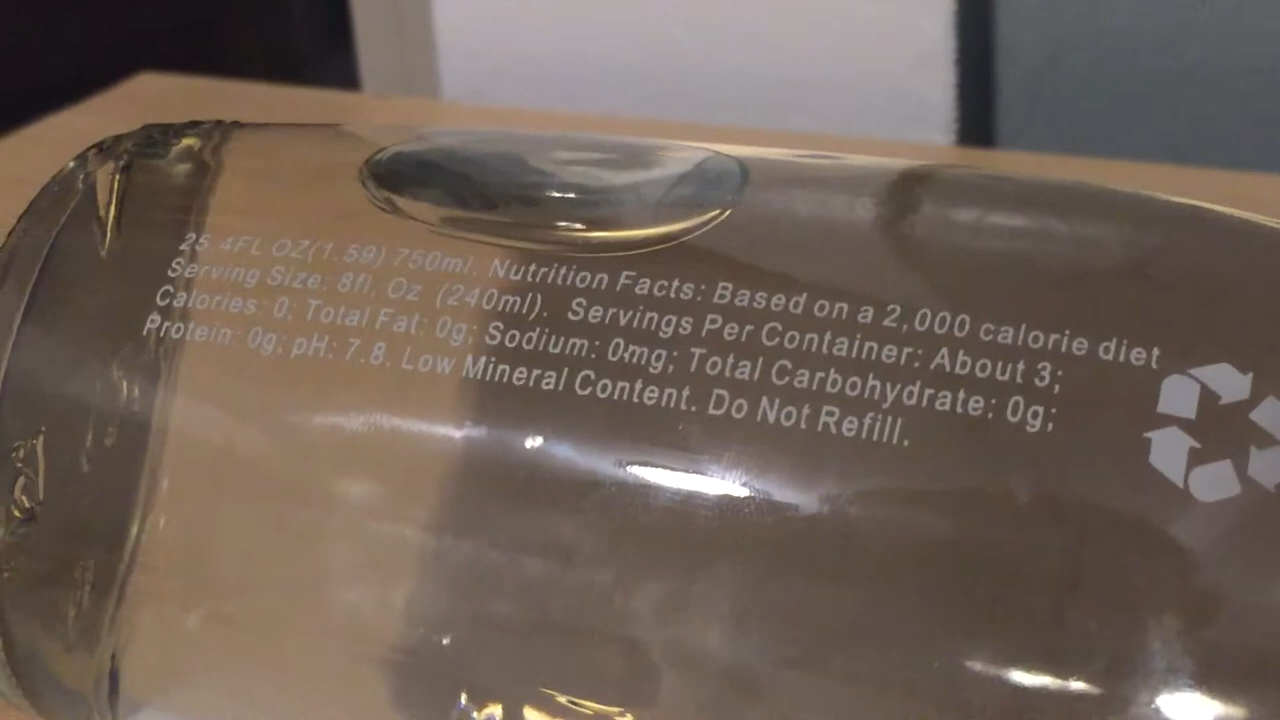 25.4FL OZ(1.59) 750ml. Nutrition Facts: Based on a 2,000 calorie diet
Serving Size: 8fl, Oz (240ml). Servings Per Container: About 3;
Calories: 0; Total Fat: 0g; Sodium: 0mg; Total Carbohydrate: 0g;
Protein: 0g; pH: 7.8. Low Mineral Content. Do Not Refill.